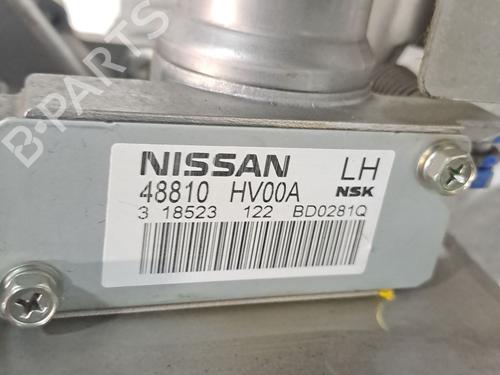 B-PARTS
NISSAN LH
48810 HV00A NSK
3 18523 122 BD0281Q